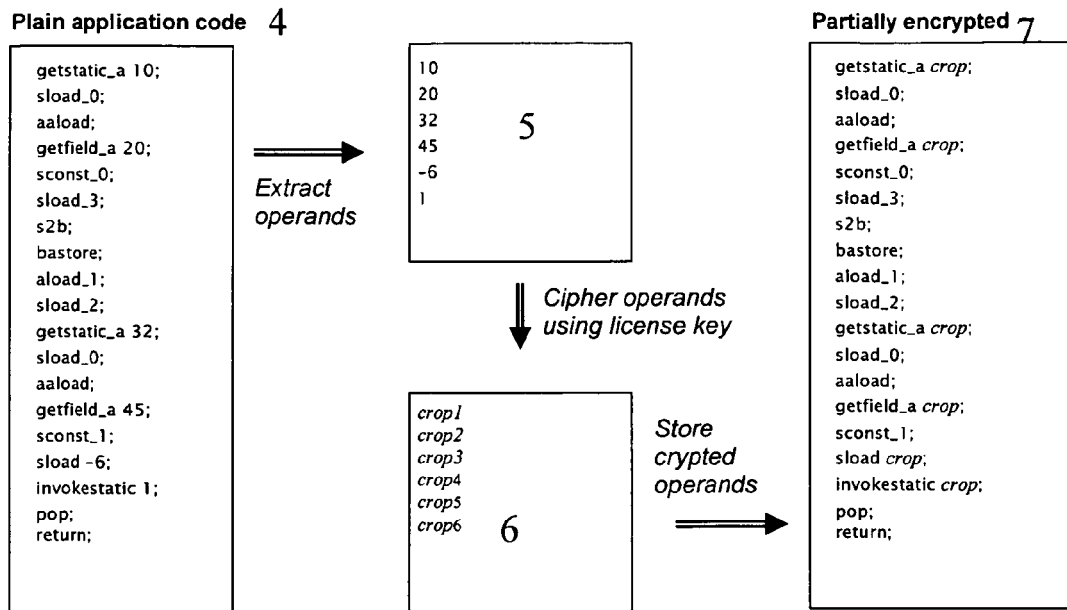 Plain application code 4
getstatic_a 10;
sload_0;
aaload;
getfield_a 20;
sconst_0;
sload_3;
s2b;
bastore;
aload_1;
sload_2;
getstatic_a 32;
sload_0;
aaload;
getfield_a 45;
sconst_1;
sload -6;
invokestatic 1;
pop;
return;
Extract
operands
10
20
32
45
-6
1
5
Cipher operands
using license key
crop1
crop2
crop3
crop4
crop5
crop6
6
Store
crypted
operands
Partially encrypted 7
getstatic_a crop;
sload_0;
aaload;
getfield_a crop;
sconst_0;
sload_3;
s2b;
bastore;
aload_1;
sload_2;
getstatic_a crop;
sload_0;
aaload;
getfield_a crop;
sconst_1;
sload crop;
invokestatic crop;
pop;
return;